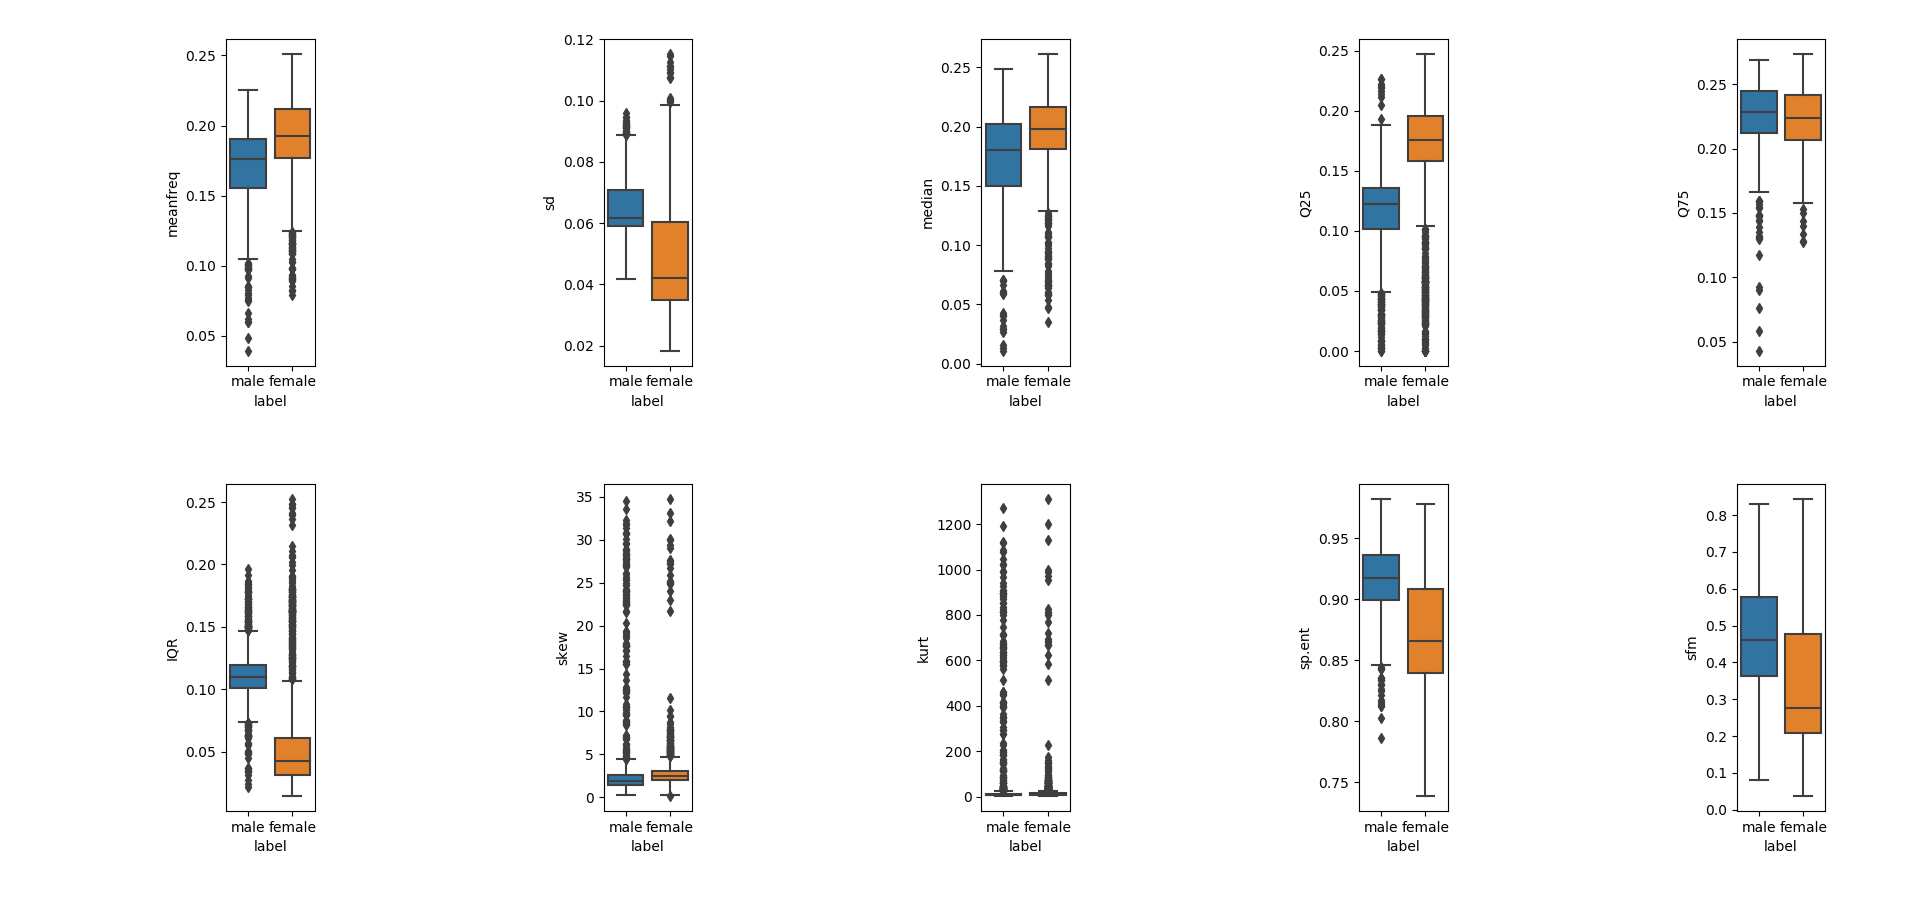 meanfreq
0.25
0.20
0.15
0.10
0.05
male female
label
sd
0.12
0.10
0.08
0.06
0.04
0.02
male female
label
median
0.25
0.20
0.15
0.10
0.05
0.00
male female
label
Q25
0.25
0.20
0.15
0.10
0.05
0.00
male female
label
Q75
0.25
0.20
0.15
0.10
0.05
male female
label
IQR
0.25
0.20
0.15
0.10
0.05
male female
label
skew
35
30
25
20
15
10
5
0
male female
label
kurt
1200
1000
800
600
400
200
0
male female
label
sp.ent
0.95
0.90
0.85
0.80
0.75
male female
label
sfm
0.8
0.7
0.6
0.5
0.4
0.3
0.2
0.1
0.0
male female
label